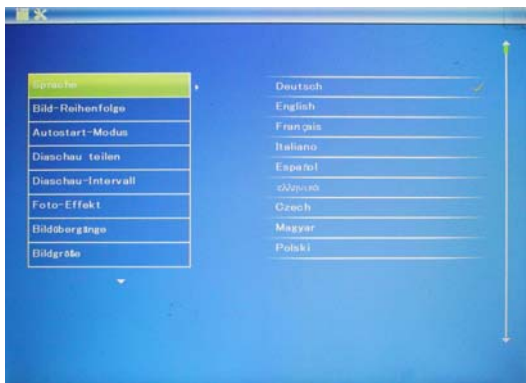 Sprache
Bild-Reihenfolge
Autostart-Modus
Diaschau teilen
Diaschau-Intervall
Foto-Effekt
Bildübergänge
Bildgröße
Deutsch
English
Français
Italiano
Español
ελληνικά
Czech
Magyar
Polski